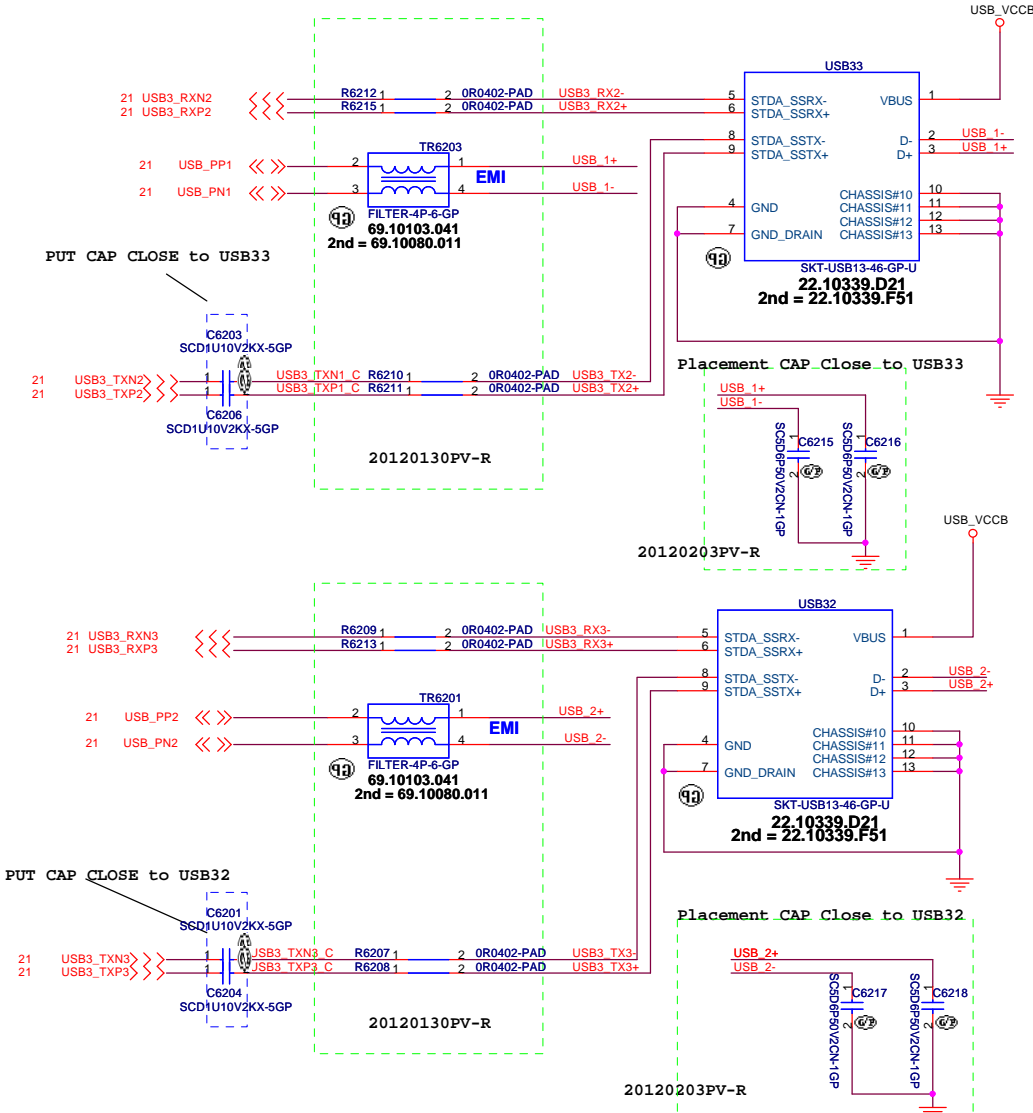 USB_VCCB
USB33
21 USB3_RXN2
21 USB3_RXP2
R6212 1 2 0R0402-PAD USB3_RX2-
R6215 1 2 0R0402-PAD USB3_RX2+
5 STDA_SSRX-
6 STDA_SSRX+
VBUS 1
8 STDA_SSTX-
9 STDA_SSTX+
D- 2 USB_1-
D+ 3 USB_1+
TR6203
21 USB_PP1 2 1 USB_1+
EMI
21 USB_PN1 3 4 USB_1-
FILTER-4P-6-GP
69.10103.041
2nd = 69.10080.011
4 GND
7 GND_DRAIN
CHASSIS#10 10
CHASSIS#11 11
CHASSIS#12 12
CHASSIS#13 13
GP
GP
SKT-USB13-46-GP-U
22.10339.D21
2nd = 22.10339.F51
PUT CAP CLOSE to USB33
C6203
SCD1U10V2KX-5GP
21 USB3_TXN2 1 USB3_TXN1_C R6210 1 2 0R0402-PAD USB3_TX2-
21 USB3_TXP2 1 USB3_TXP1_C R6211 1 2 0R0402-PAD USB3_TX2+
C6206
SCD1U10V2KX-5GP
20120130PV-R
Placement CAP Close to USB33
USB_1+
USB_1-
SC5D6P50V2CN-1GP
1 C6215 2
SC5D6P50V2CN-1GP
1 C6216 2
20120203PV-R
USB_VCCB
USB32
21 USB3_RXN3
21 USB3_RXP3
R6209 1 2 0R0402-PAD USB3_RX3-
R6213 1 2 0R0402-PAD USB3_RX3+
5 STDA_SSRX-
6 STDA_SSRX+
VBUS 1
8 STDA_SSTX-
9 STDA_SSTX+
D- 2 USB_2-
D+ 3 USB_2+
TR6201
21 USB_PP2 2 1 USB_2+
EMI
21 USB_PN2 3 4 USB_2-
FILTER-4P-6-GP
69.10103.041
2nd = 69.10080.011
4 GND
7 GND_DRAIN
CHASSIS#10 10
CHASSIS#11 11
CHASSIS#12 12
CHASSIS#13 13
GP
GP
SKT-USB13-46-GP-U
22.10339.D21
2nd = 22.10339.F51
PUT CAP CLOSE to USB32
C6201
SCD1U10V2KX-5GP
21 USB3_TXN3 1 USB3_TXN3_C R6207 1 2 0R0402-PAD USB3_TX3-
21 USB3_TXP3 1 USB3_TXP3_C R6208 1 2 0R0402-PAD USB3_TX3+
C6204
SCD1U10V2KX-5GP
20120130PV-R
Placement CAP Close to USB32
USB_2+
USB_2-
SC5D6P50V2CN-1GP
1 C6217 2
SC5D6P50V2CN-1GP
1 C6218 2
20120203PV-R